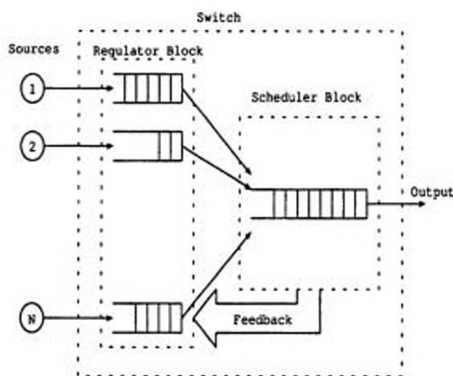 Switch
Sources
Regulator Block
1
Scheduler Block
2
Output
N
Feedback